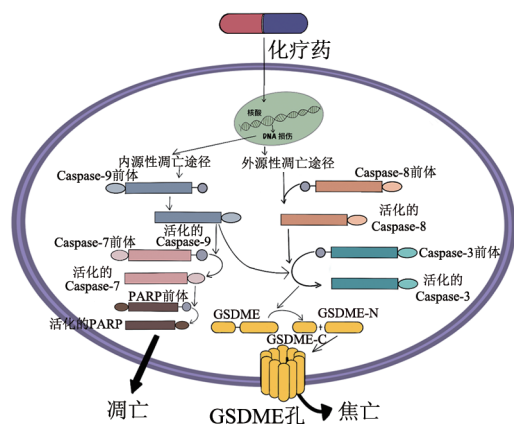 化疗药
核酸
DNA 损伤
内源性凋亡途径
外源性凋亡途径
Caspase-9前体
Caspase-8前体
活化的
Caspase-9
活化的
Caspase-8
Caspase-7前体
Caspase-3前体
活化的
Caspase-7
活化的
Caspase-3
PARP前体
活化的PARP
GSDME
GSDME-N
+
GSDME-C
凋亡
GSDME孔
焦亡